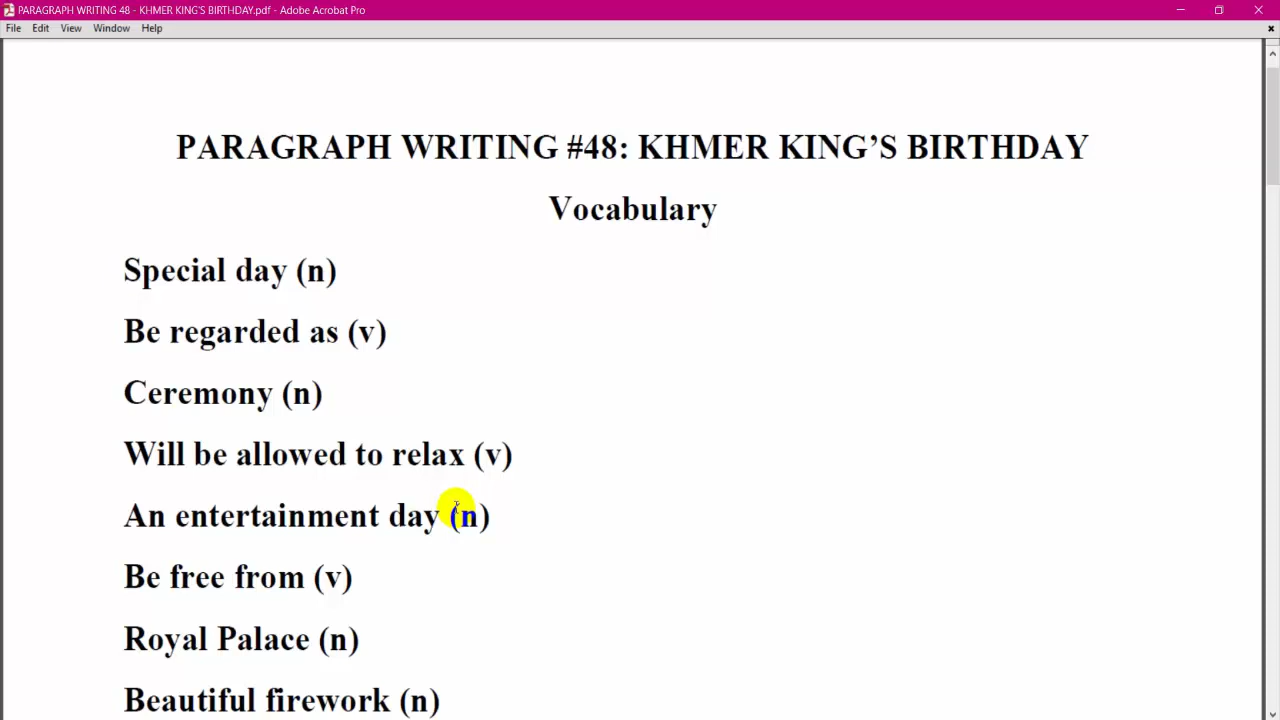 PARAGRAPH WRITING 48 - KHMER KING'S BIRTHDAY.pdf - Adobe Acrobat Pro
File Edit View Window Help
PARAGRAPH WRITING #48: KHMER KING’S BIRTHDAY
Vocabulary
Special day (n)
Be regarded as (v)
Ceremony (n)
Will be allowed to relax (v)
An entertainment day (n)
Be free from (v)
Royal Palace (n)
Beautiful firework (n)